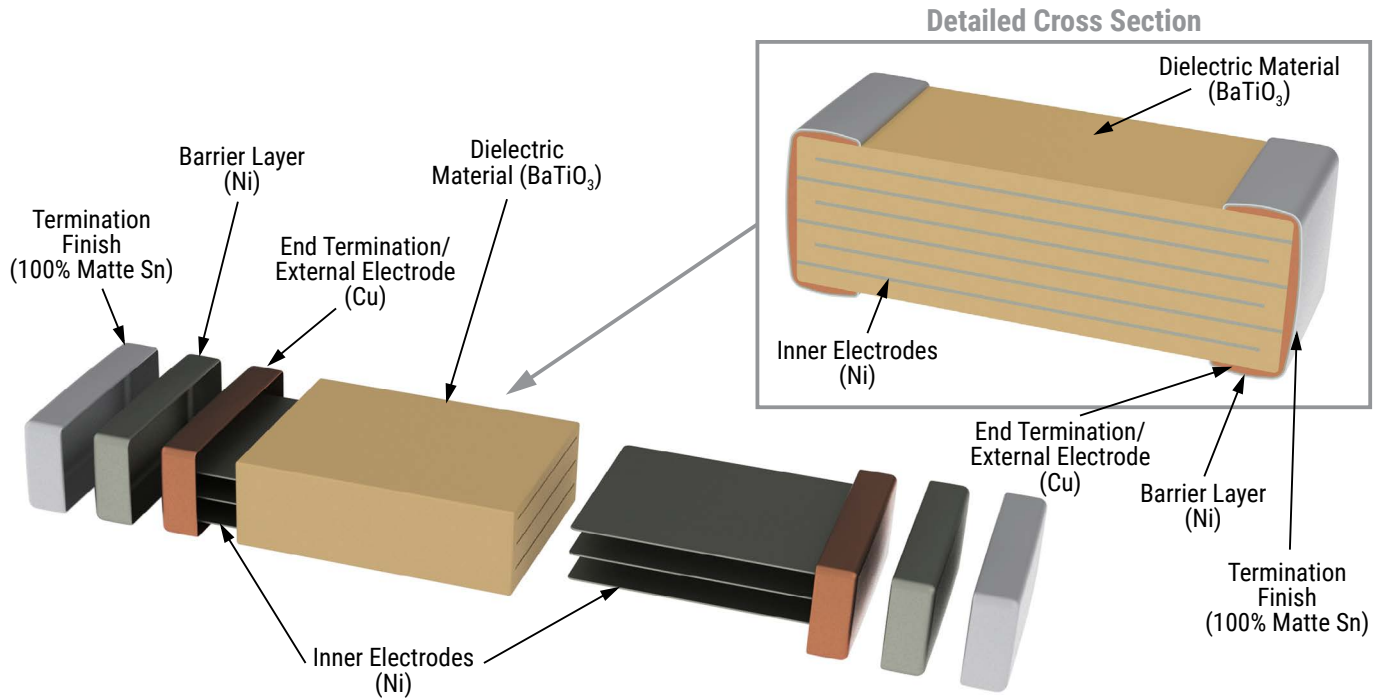 Detailed Cross Section
Dielectric Material
(BaTiO₃)
Inner Electrodes
(Ni)
End Termination/
External Electrode
(Cu)
Barrier Layer
(Ni)
Termination
Finish
(100% Matte Sn)
Barrier Layer
(Ni)
Dielectric
Material (BaTiO₃)
Termination
Finish
(100% Matte Sn)
End Termination/
External Electrode
(Cu)
Inner Electrodes
(Ni)